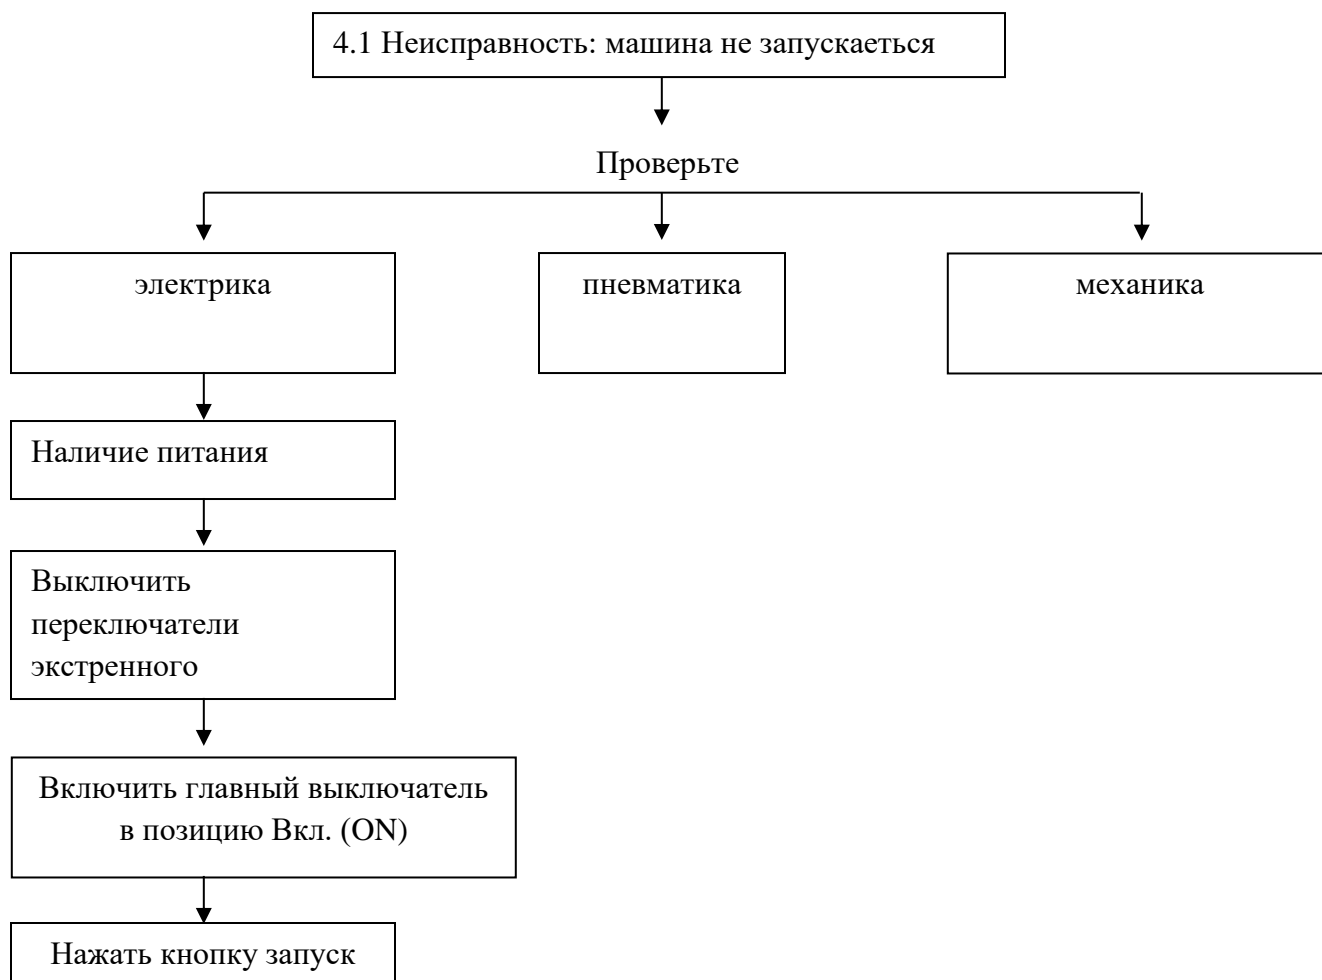 4.1 Неисправность: машина не запускаеться
Проверьте
электрика
пневматика
механика
Наличие питания
Выключить
переключатели
экстренного
Включить главный выключатель
в позицию Вкл. (ON)
Нажать кнопку запуск